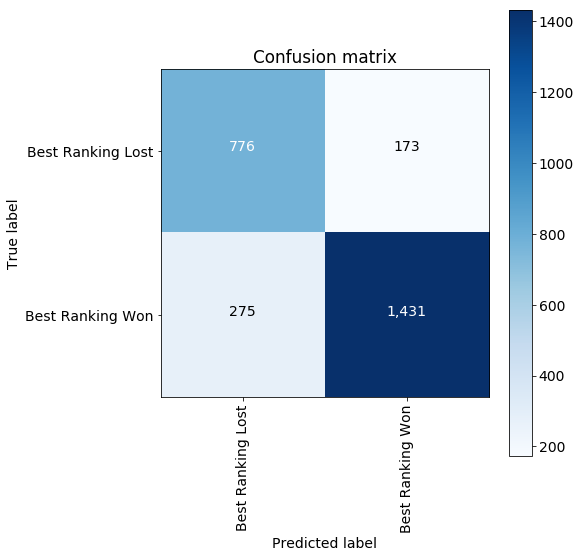 Confusion matrix
1400
1200
1000
800
600
400
200
True label
Best Ranking Lost
776
173
Best Ranking Won
275
1,431
Best Ranking Lost
Best Ranking Won
Predicted label